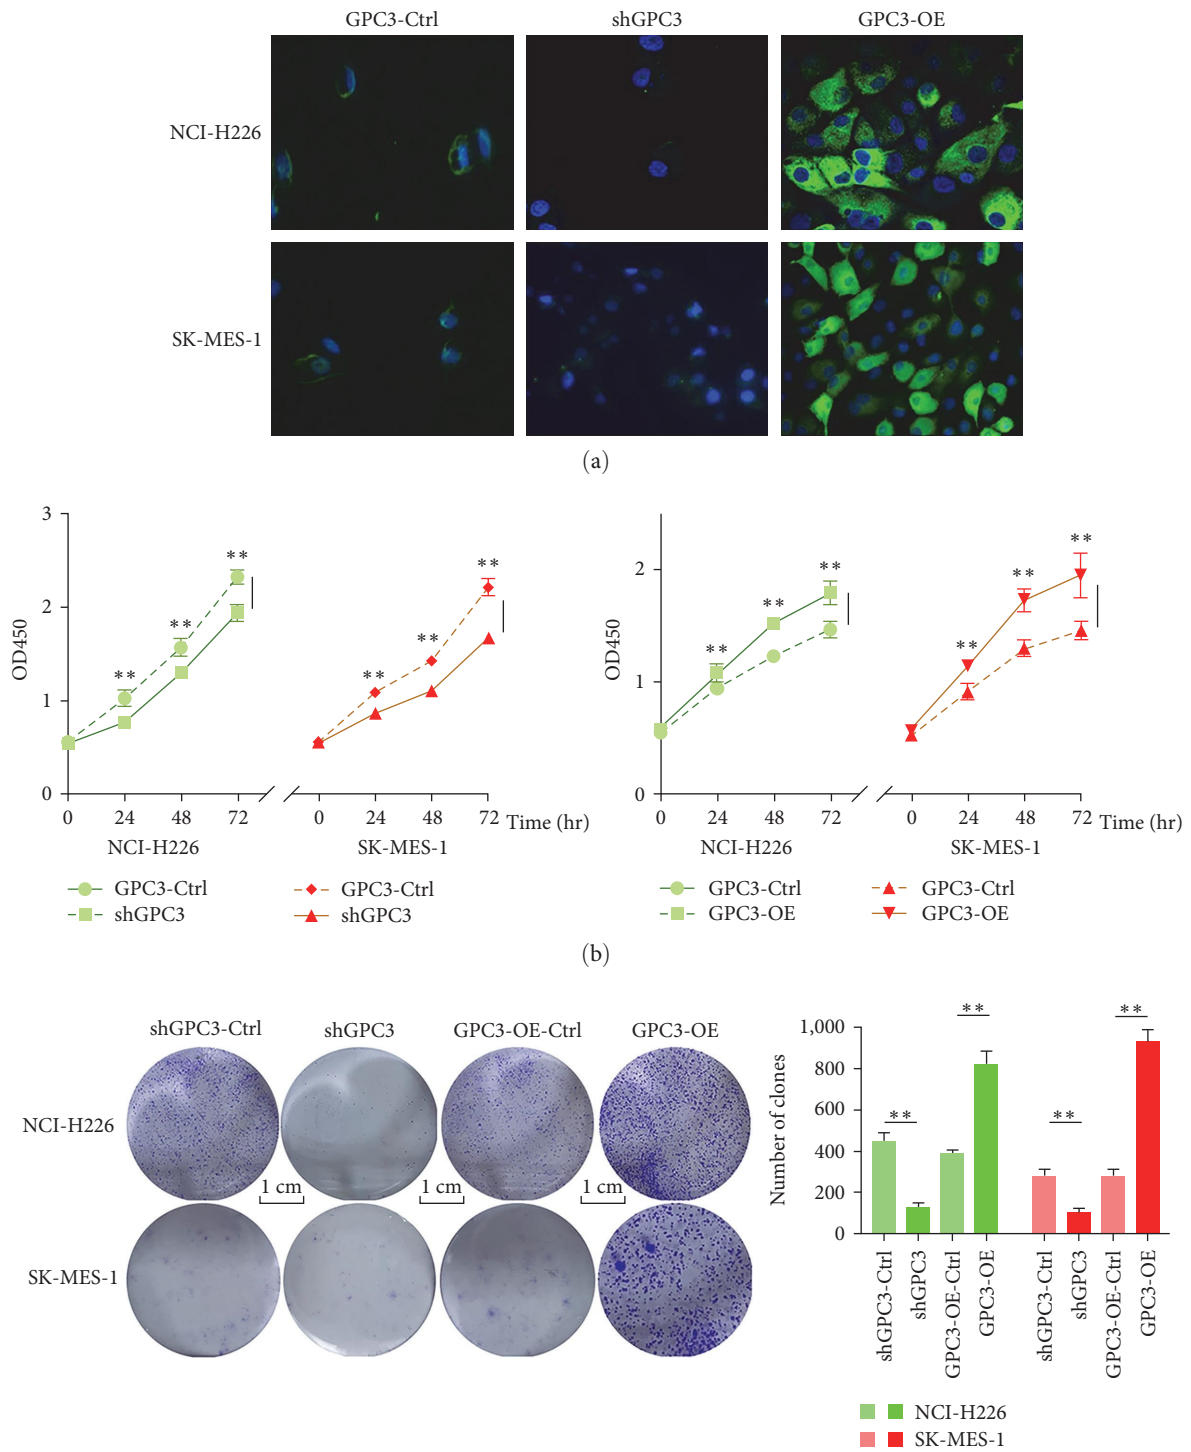 GPC3-Ctrl shGPC3 GPC3-OE
NCI-H226
SK-MES-1
(a)
3
2
1
0
OD450
** ** **
** ** **
0 24 48 72
0 24 48 72
Time (hr)
NCI-H226
SK-MES-1
GPC3-Ctrl
shGPC3
GPC3-Ctrl
shGPC3
2
1
0
OD450
** ** **
** ** **
0 24 48 72
0 24 48 72
Time (hr)
NCI-H226
SK-MES-1
GPC3-Ctrl
GPC3-OE
GPC3-Ctrl
GPC3-OE
(b)
shGPC3-Ctrl shGPC3 GPC3-OE-Ctrl GPC3-OE
NCI-H226
1 cm 1 cm 1 cm
SK-MES-1
1,000
800
600
400
200
0
Number of clones
** ** ** **
shGPC3-Ctrl
shGPC3
GPC3-OE-Ctrl
GPC3-OE
shGPC3-Ctrl
shGPC3
GPC3-OE-Ctrl
GPC3-OE
NCI-H226
SK-MES-1